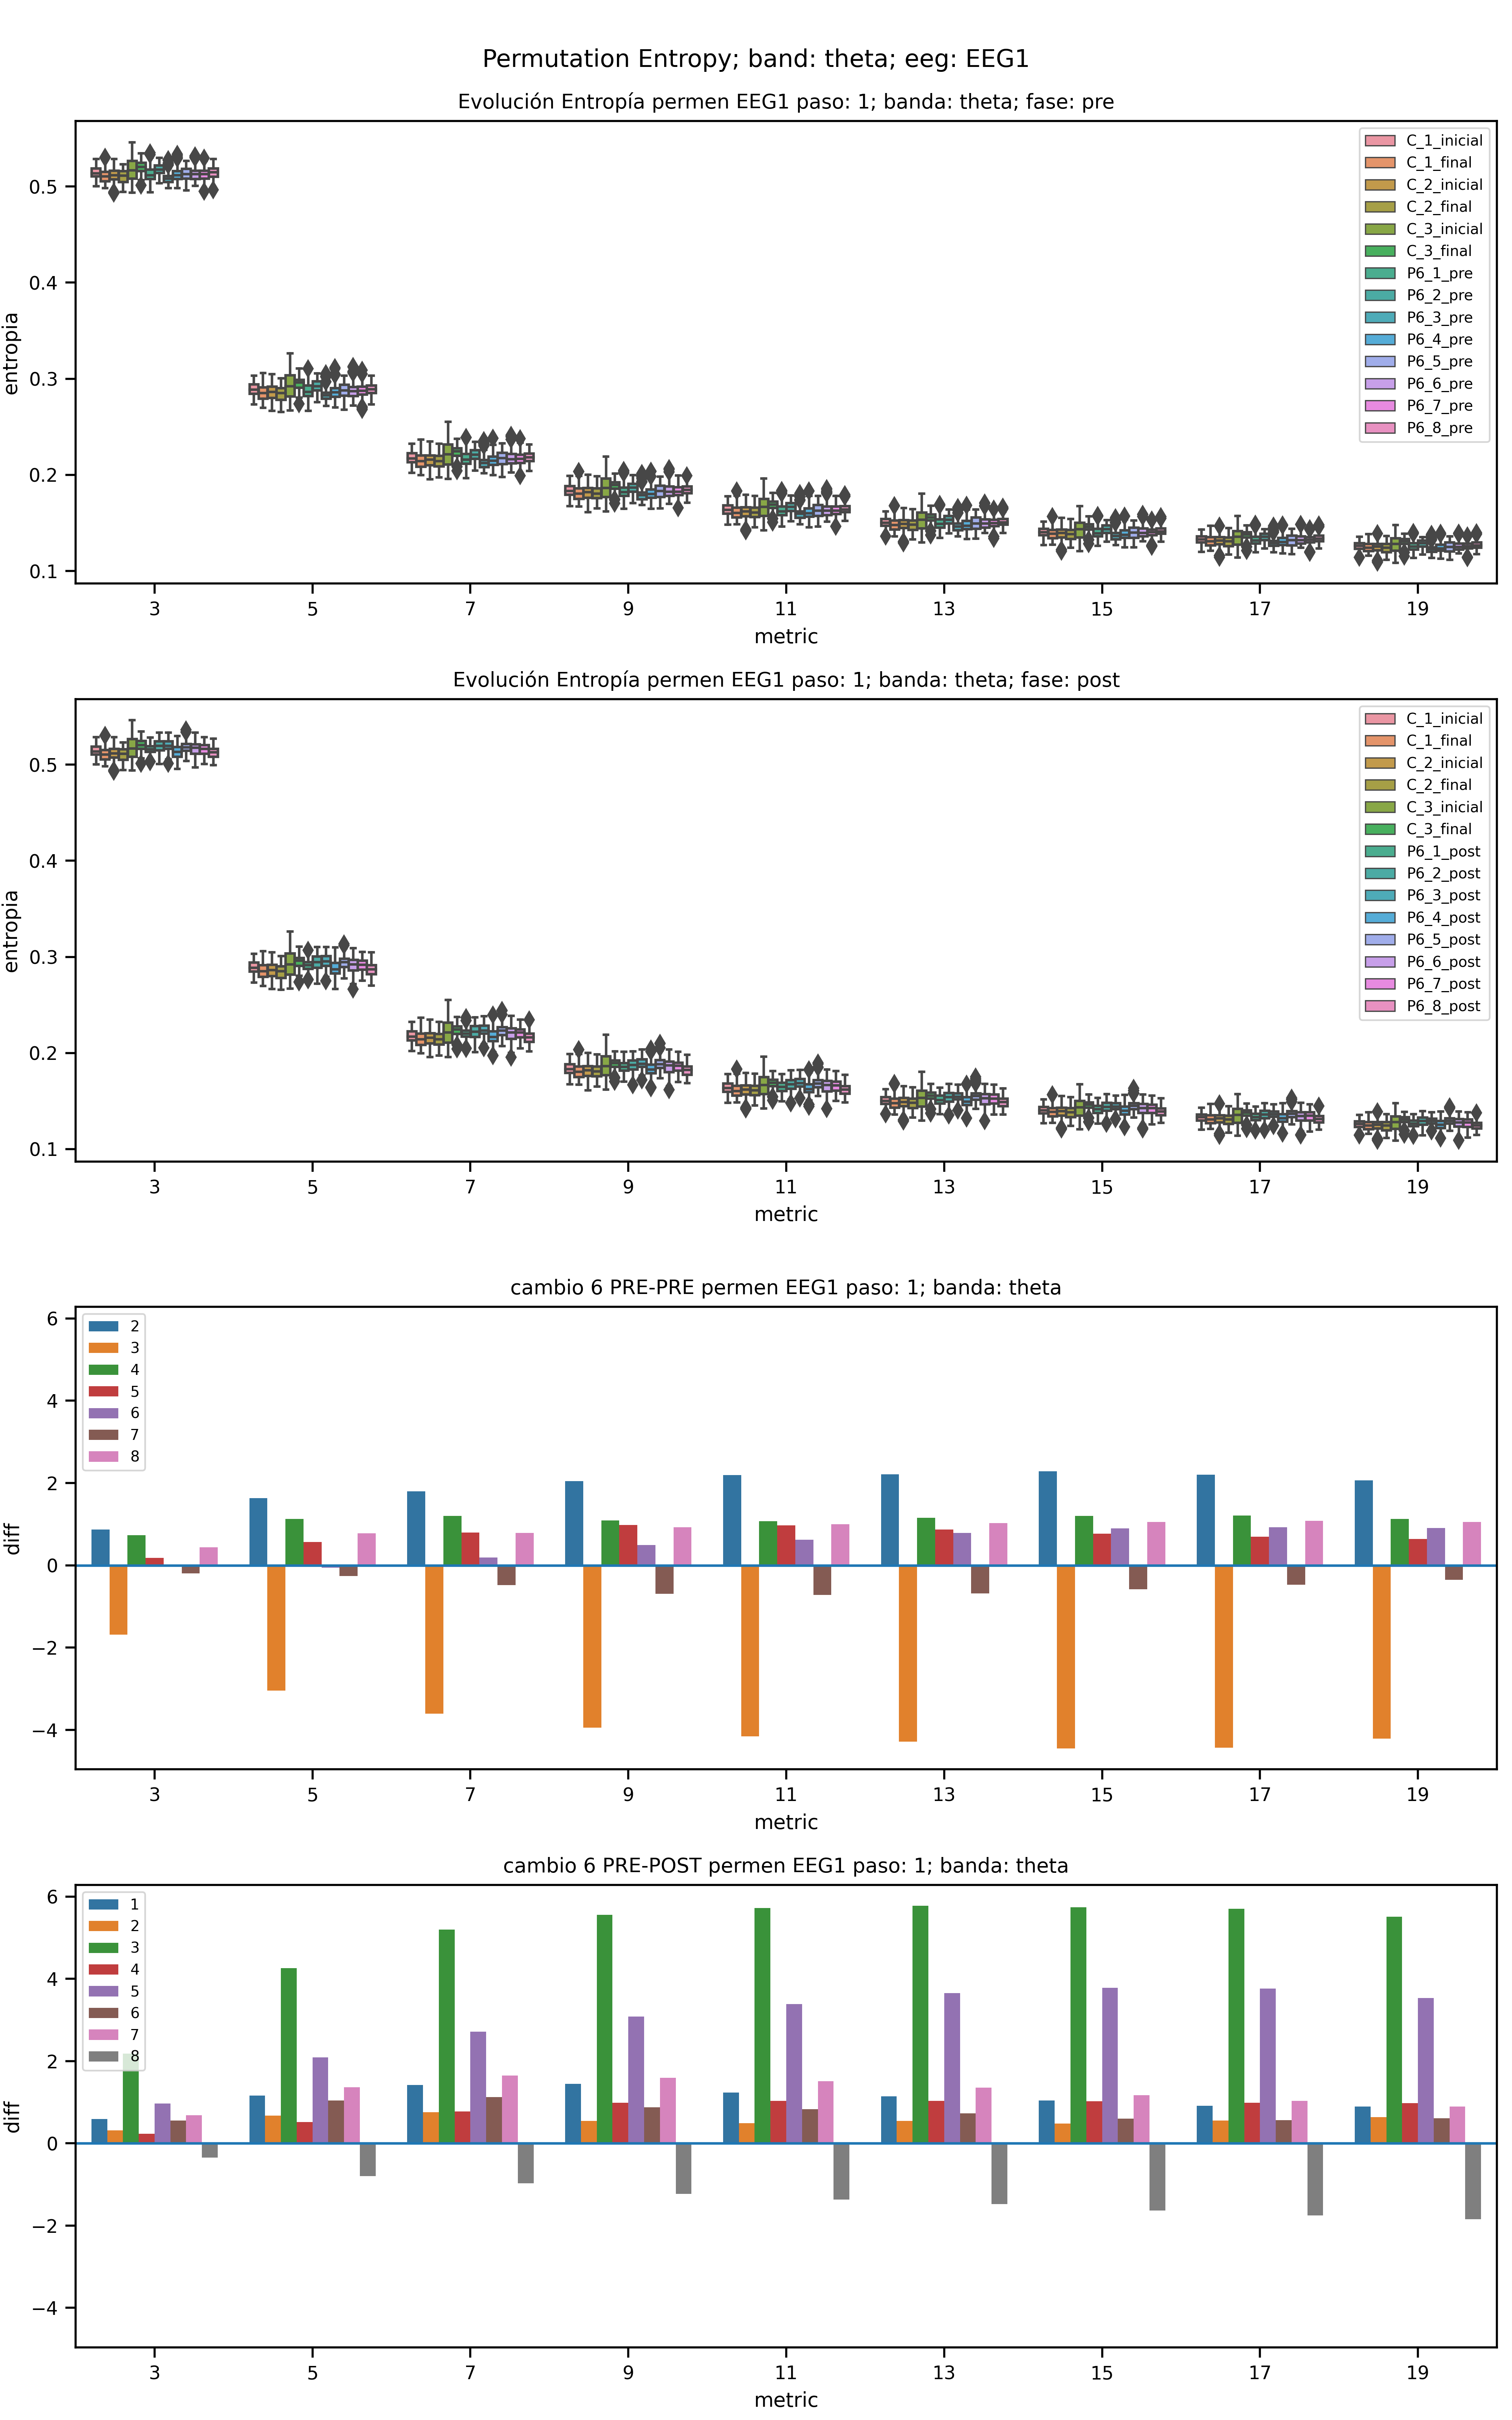 Permutation Entropy; band: theta; eeg: EEG1
Evolución Entropía permen EEG1 paso: 1; banda: theta; fase: pre
entropia
0.5
0.4
0.3
0.2
0.1
C_1_inicial
C_1_final
C_2_inicial
C_2_final
C_3_inicial
C_3_final
P6_1_pre
P6_2_pre
P6_3_pre
P6_4_pre
P6_5_pre
P6_6_pre
P6_7_pre
P6_8_pre
3 5 7 9 11 13 15 17 19
metric
Evolución Entropía permen EEG1 paso: 1; banda: theta; fase: post
entropia
0.5
0.4
0.3
0.2
0.1
C_1_inicial
C_1_final
C_2_inicial
C_2_final
C_3_inicial
C_3_final
P6_1_post
P6_2_post
P6_3_post
P6_4_post
P6_5_post
P6_6_post
P6_7_post
P6_8_post
3 5 7 9 11 13 15 17 19
metric
cambio 6 PRE-PRE permen EEG1 paso: 1; banda: theta
diff
6
4
2
0
−2
−4
2
3
4
5
6
7
8
3 5 7 9 11 13 15 17 19
metric
cambio 6 PRE-POST permen EEG1 paso: 1; banda: theta
diff
6
4
2
0
−2
−4
1
2
3
4
5
6
7
8
3 5 7 9 11 13 15 17 19
metric